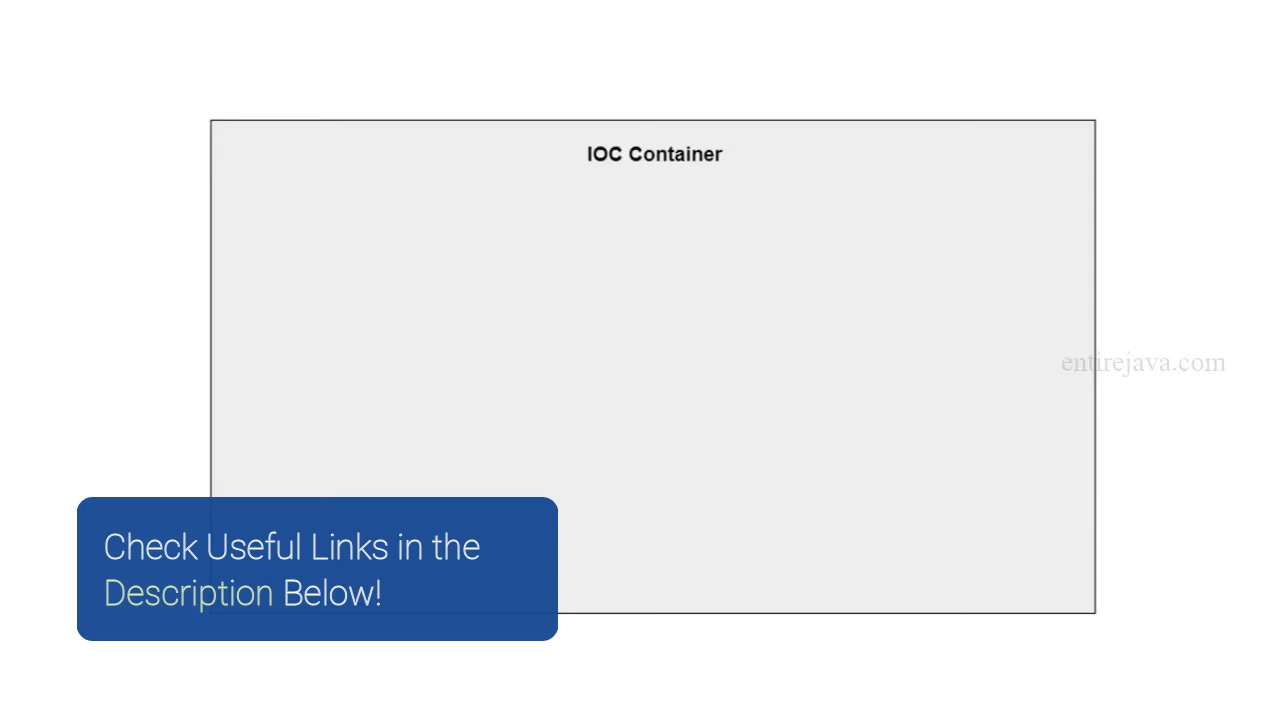 IOC Container
entirejava.com
Check Useful Links in the
Description Below!